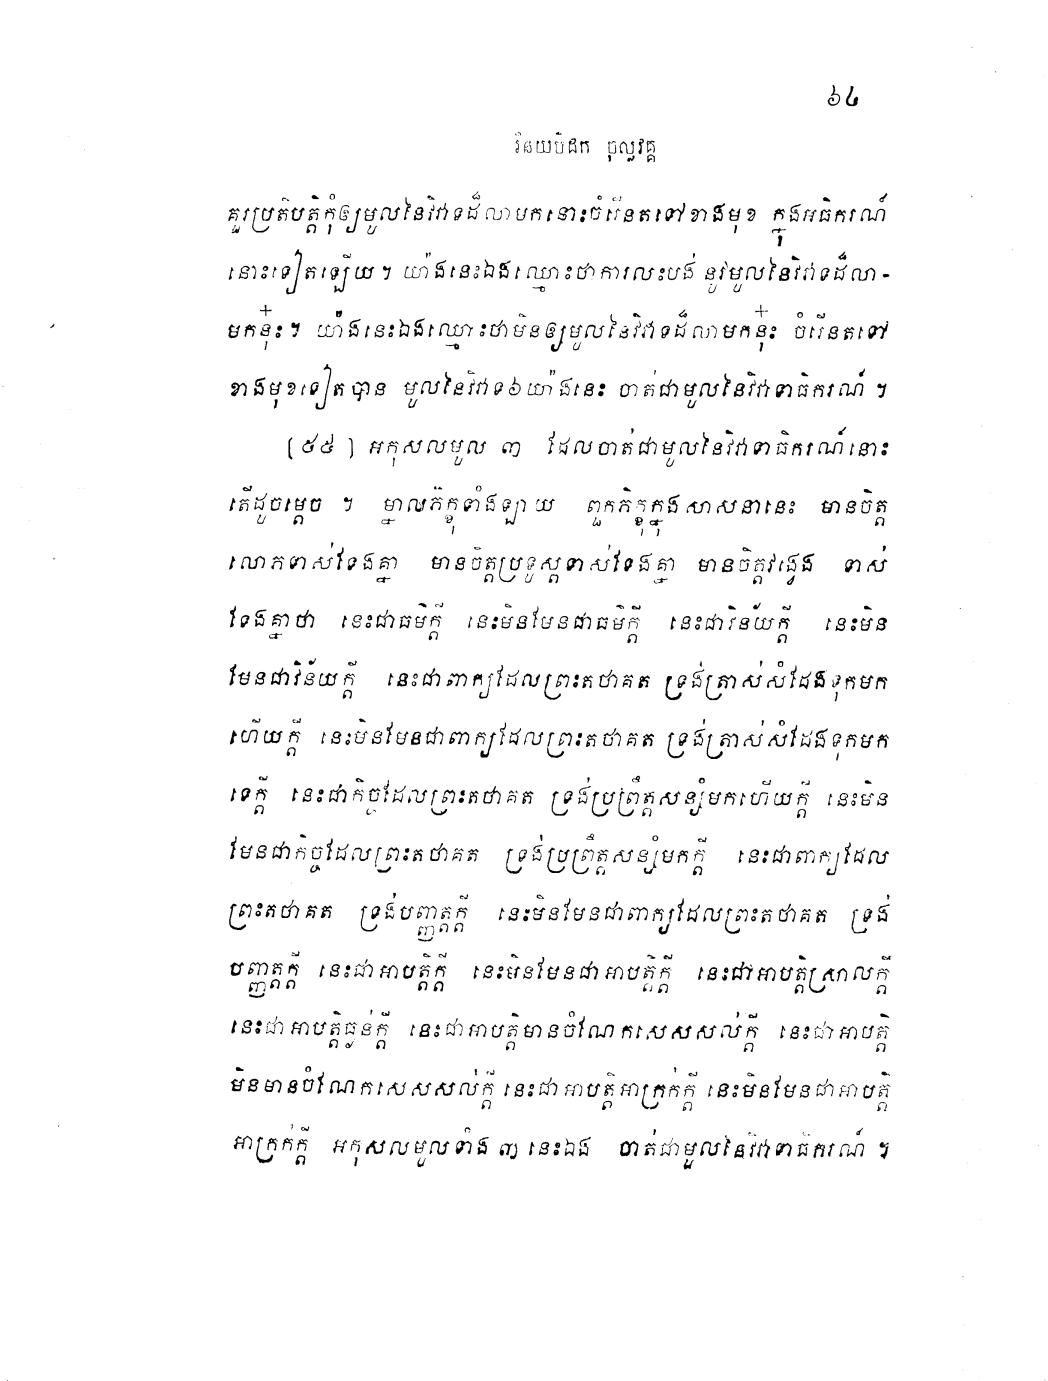 ៦៤
វិនយបិដក ចុល្លវគ្គ
គួរប្រតិបត្តិកុំឲ្យមូលនៃវិវាទដ៏លាមកនោះចំរើនតទៅខាងមុខ ក្នុងអធិករណ៍
នោះទៀតឡើយ ។ យ៉ាងនេះឯងឈ្មោះថាការលះបង់ នូវមូលនៃវិវាទដ៏លា-
មកនុ៎ះ ។ យ៉ាងនេះឯងឈ្មោះថាមិនឲ្យមូលនៃវិវាទដ៏លាមកនុ៎ះ ចំរើនតទៅ
ខាងមុខទៀតបាន មូលនៃវិវាទ៦យ៉ាងនេះ ចាត់ជាមូលនៃវិវាទាធិករណ៍ ។
[៥៥] អកុសលមូល ៣ ដែលចាត់ជាមូលនៃវិវាទាធិករណ៍នោះ
តើដូចម្តេច ។ ម្នាលភិក្ខុទាំងឡាយ ពួកភិក្ខុក្នុងសាសនានេះ មានចិត្ត
លោភទាស់ទែងគ្នា មានចិត្តប្រទូស្តទាស់ទែងគ្នា មានចិត្តវង្វេង ទាស់
ទែងគ្នាថា នេះជាធម៌ក្តី នេះមិនមែនជាធម៌ក្តី នេះជាវិន័យក្តី នេះមិន
មែនជាវិន័យក្តី នេះជាពាក្យដែលព្រះតថាគត ទ្រង់ត្រាស់សំដែងទុកមក
ហើយក្តី នេះមិនមែនជាពាក្យដែលព្រះតថាគត ទ្រង់ត្រាស់សំដែងទុកមក
ទេក្តី នេះជាកិច្ចដែលព្រះតថាគត ទ្រង់ប្រព្រឹត្តសន្សំមកហើយក្តី នេះមិន
មែនជាកិច្ចដែលព្រះតថាគត ទ្រង់ប្រព្រឹត្តសន្សំមកក្តី នេះជាពាក្យដែល
ព្រះតថាគត ទ្រង់បញ្ញត្តក្តី នេះមិនមែនជាពាក្យដែលព្រះតថាគត ទ្រង់
បញ្ញត្តក្តី នេះជាអាបត្តិក្តី នេះមិនមែនជាអាបត្តិក្តី នេះជាអាបត្តិស្រាលក្តី
នេះជាអាបត្តិធ្ងន់ក្តី នេះជាអាបត្តិមានចំណែកសេសសល់ក្តី នេះជាអាបត្តិ
មិនមានចំណែកសេសសល់ក្តី នេះជាអាបត្តិអាក្រក់ក្តី នេះមិនមែនជាអាបត្តិ
អាក្រក់ក្តី អកុសលមូលទាំង ៣ នេះឯង ចាត់ជាមូលនៃវិវាទាធិករណ៍ ។